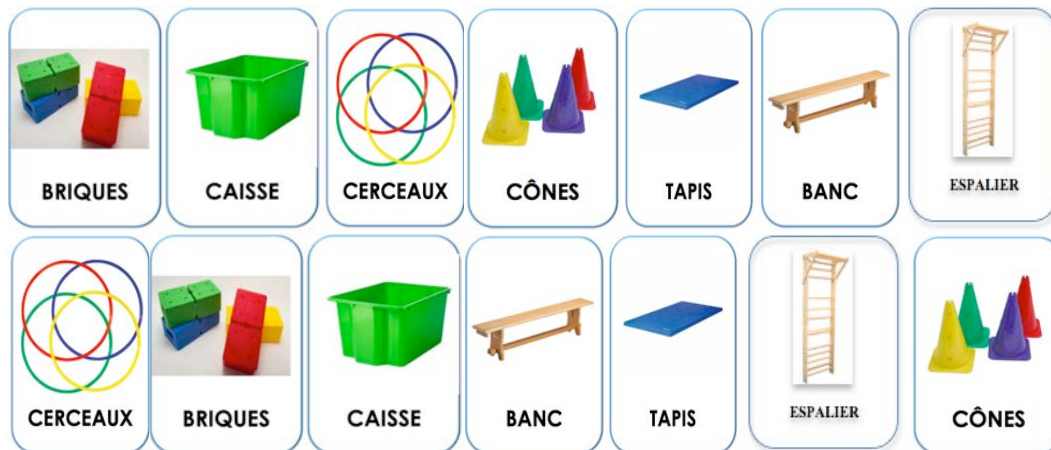 BRIQUES CAISSE CERCEAUX CÔNES TAPIS BANC ESPALIER
CERCEAUX BRIQUES CAISSE BANC TAPIS ESPALIER CÔNES